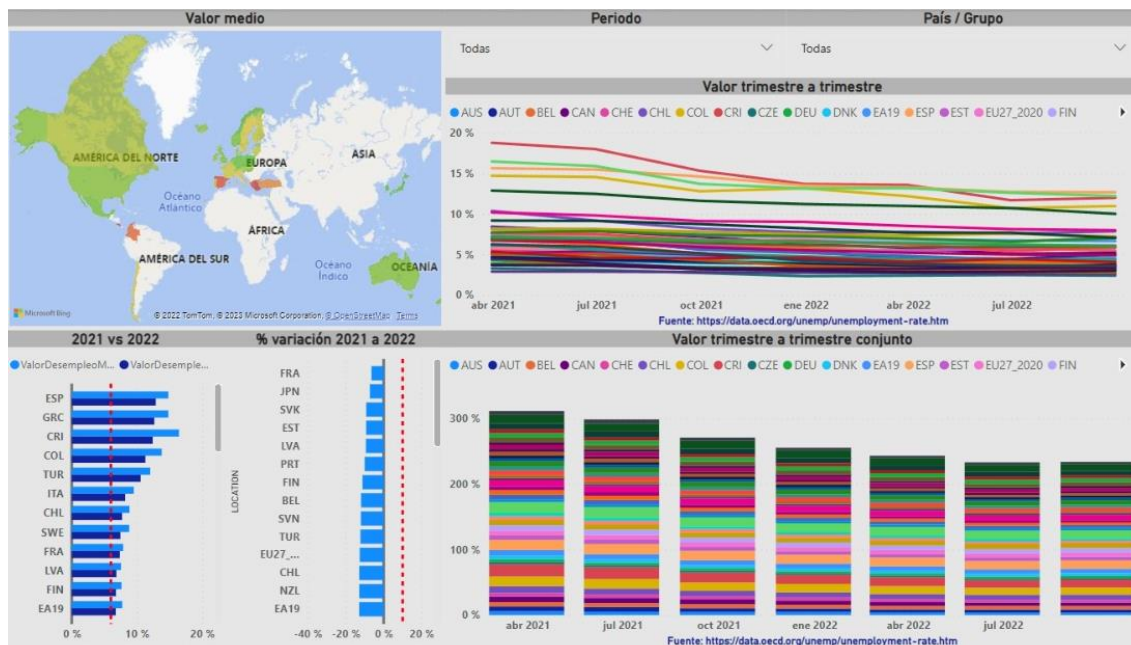 Valor medio
Periodo
País / Grupo
Todas
Todas
AMÉRICA DEL NORTE
EUROPA
ASIA
Océano
Atlántico
ÁFRICA
AMÉRICA DEL SUR
Océano
Índico
OCEANÍA
Microsoft Bing
© 2022 TomTom, © 2023 Microsoft Corporation, © OpenStreetMap Terms
Valor trimestre a trimestre
AUS AUT BEL CAN CHE CHL COL CRI CZE DEU DNK EA19 ESP EST EU27_2020 FIN
20 %
15 %
10 %
5 %
0 %
abr 2021 jul 2021 oct 2021 ene 2022 abr 2022 jul 2022
Fuente: https://data.oecd.org/unemp/unemployment-rate.htm
2021 vs 2022
ValorDesempleoM... ValorDesemple...
ESP
GRC
CRI
COL
TUR
ITA
CHL
SWE
FRA
LVA
FIN
EA19
0 % 10 % 20 %
% variación 2021 a 2022
LOCATION
FRA
JPN
SVK
EST
LVA
PRT
FIN
BEL
SVN
TUR
EU27_...
CHL
NZL
EA19
-40 % -20 % 0 % 20 %
Valor trimestre a trimestre conjunto
AUS AUT BEL CAN CHE CHL COL CRI CZE DEU DNK EA19 ESP EST EU27_2020 FIN
300 %
200 %
100 %
0 %
abr 2021 jul 2021 oct 2021 ene 2022 abr 2022 jul 2022
Fuente: https://data.oecd.org/unemp/unemployment-rate.htm